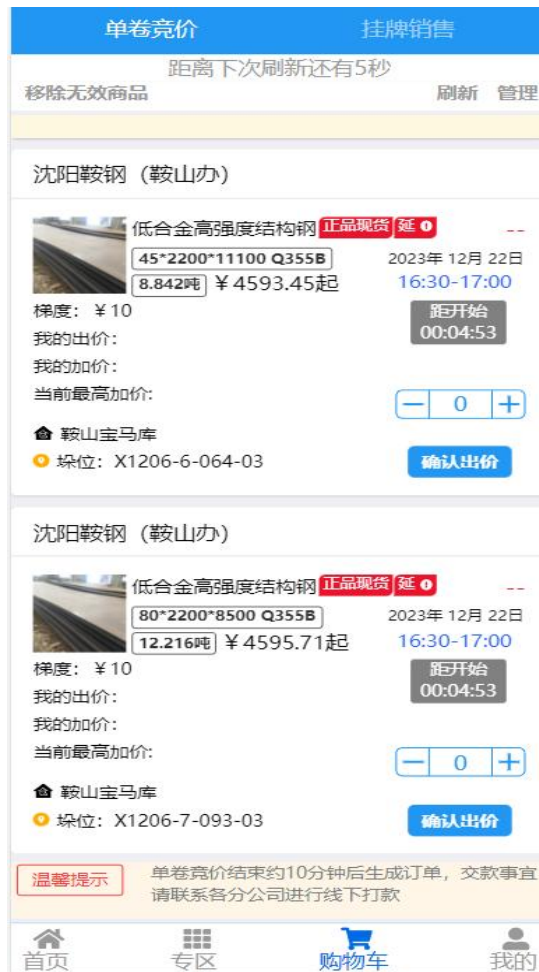 单卷竞价 挂牌销售
距离下次刷新还有5秒
移除无效商品 刷新 管理
沈阳鞍钢（鞍山办）
低合金高强度结构钢 正品现货 延 --
45*2200*11100 Q355B 2023年 12月 22日
8.842吨 ￥4593.45起 16:30-17:00
梯度：￥10 距开始
我的出价： 00:04:53
我的加价：
当前最高加价：
0
鞍山宝马库
垛位：X1206-6-064-03 确认出价
沈阳鞍钢（鞍山办）
低合金高强度结构钢 正品现货 延 --
80*2200*8500 Q355B 2023年 12月 22日
12.216吨 ￥4595.71起 16:30-17:00
梯度：￥10 距开始
我的出价： 00:04:53
我的加价：
当前最高加价：
0
鞍山宝马库
垛位：X1206-7-093-03 确认出价
温馨提示 单卷竞价结束约10分钟后生成订单，交款事宜
请联系各分公司进行线下打款
首页 专区 购物车 我的